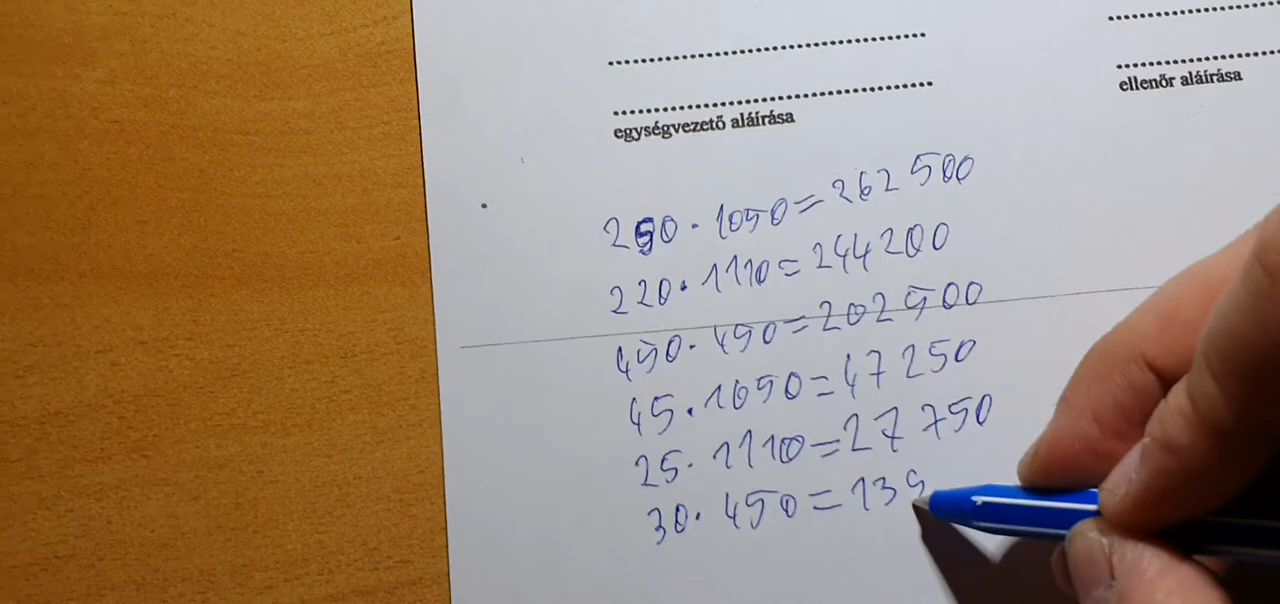 egységvezető aláírása
ellenőr aláírása
250 · 1050 = 262 500
220 · 1110 = 244 200
450 · 450 = 202 500
45 · 1050 = 47 250
25 · 1110 = 27 750
30 · 450 = 135